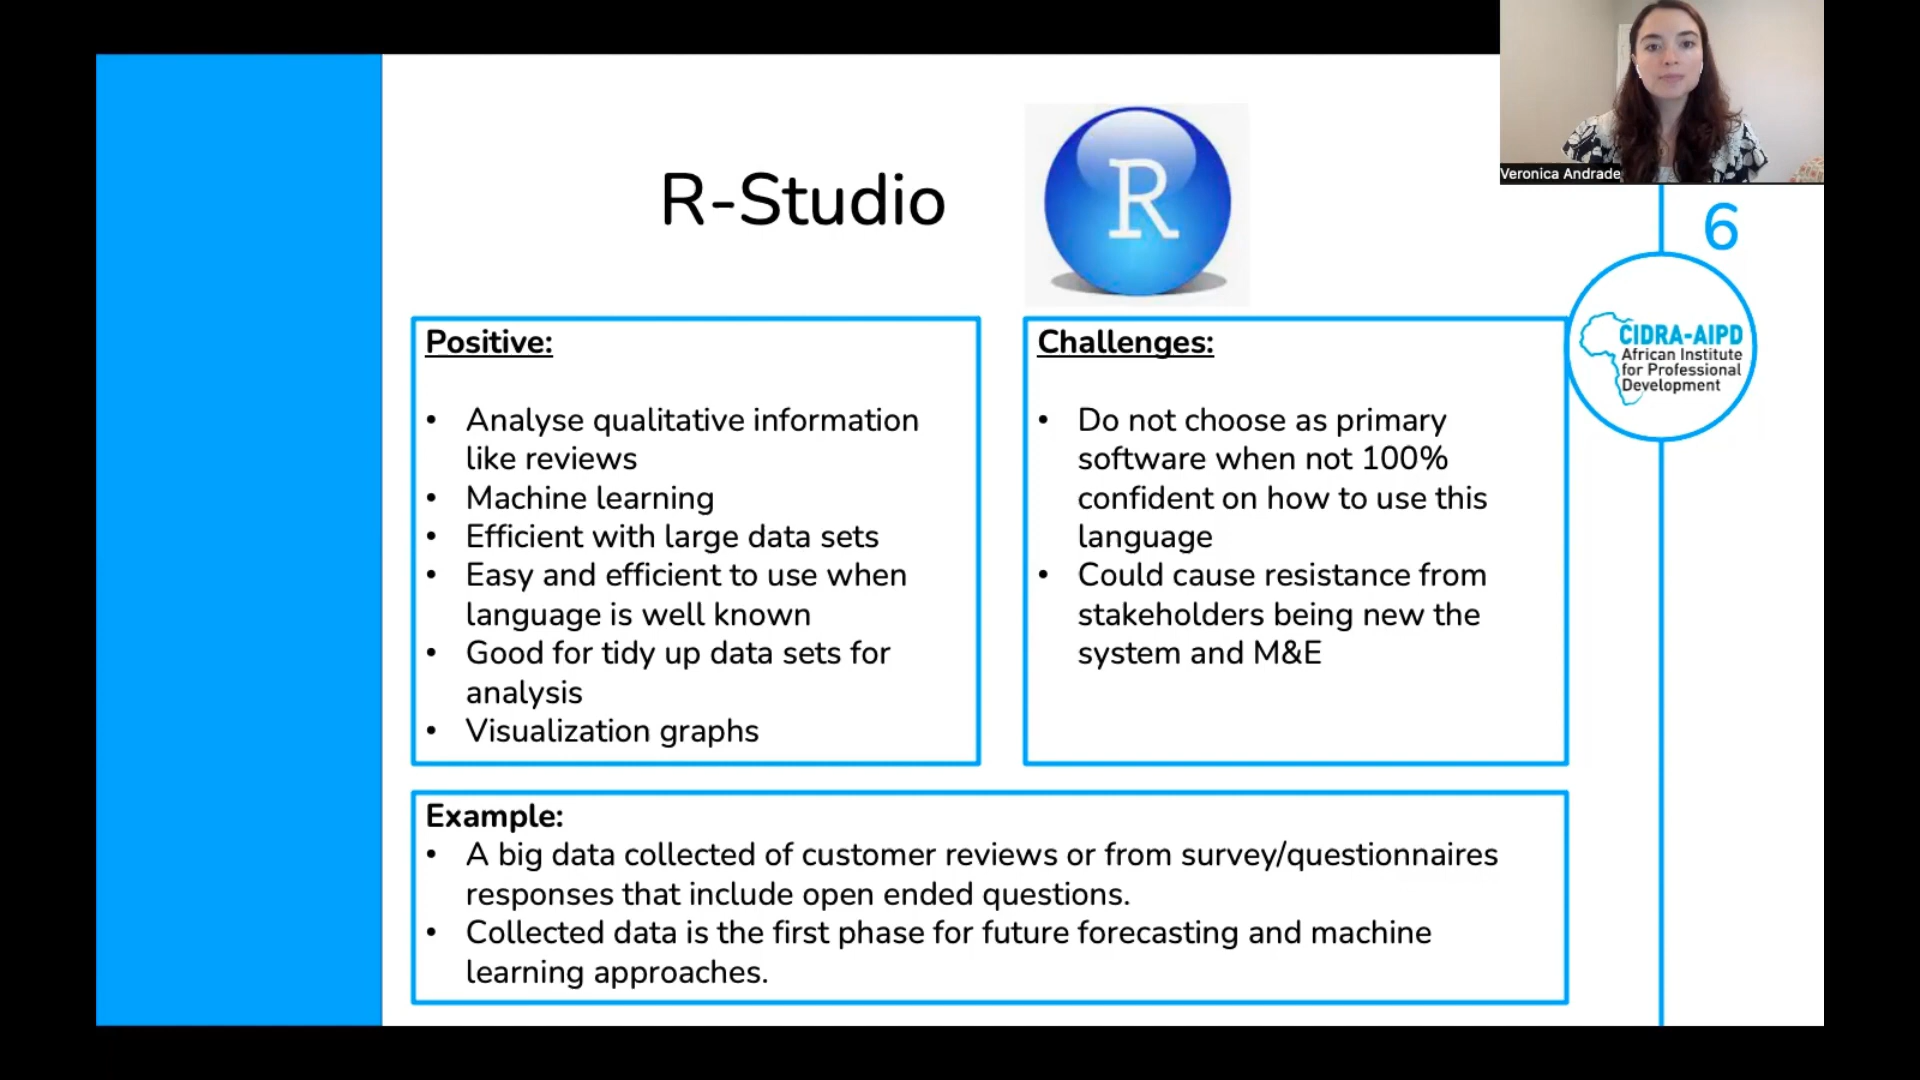 Veronica Andrade
R-Studio
R
6
CIDRA-AIPD
African Institute
for Professional
Development
Positive:
• Analyse qualitative information
like reviews
• Machine learning
• Efficient with large data sets
• Easy and efficient to use when
language is well known
• Good for tidy up data sets for
analysis
• Visualization graphs
Challenges:
• Do not choose as primary
software when not 100%
confident on how to use this
language
• Could cause resistance from
stakeholders being new the
system and M&E
Example:
• A big data collected of customer reviews or from survey/questionnaires
responses that include open ended questions.
• Collected data is the first phase for future forecasting and machine
learning approaches.